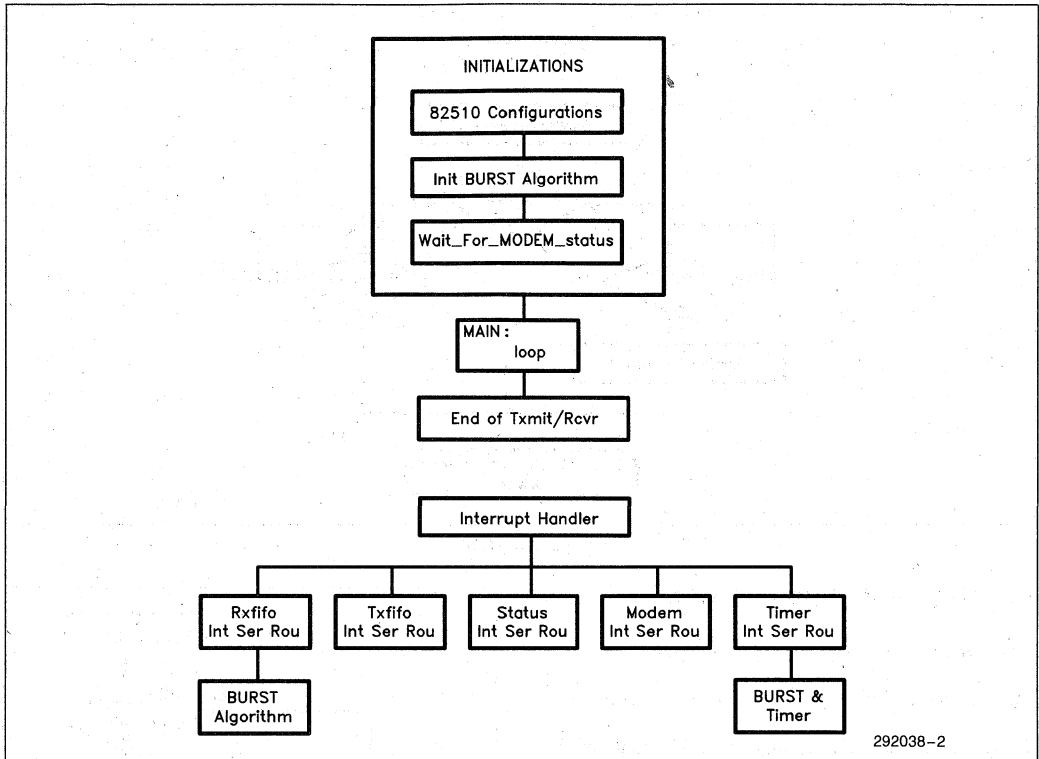 INITIALIZATIONS
82510 Configurations
Init BURST Algorithm
Wait_For_MODEM_status
MAIN:
loop
End of Txmit/Rcvr
Interrupt Handler
Rxfifo
Int Ser Rou
Txfifo
Int Ser Rou
Status
Int Ser Rou
Modem
Int Ser Rou
Timer
Int Ser Rou
BURST
Algorithm
BURST &
Timer
292038-2